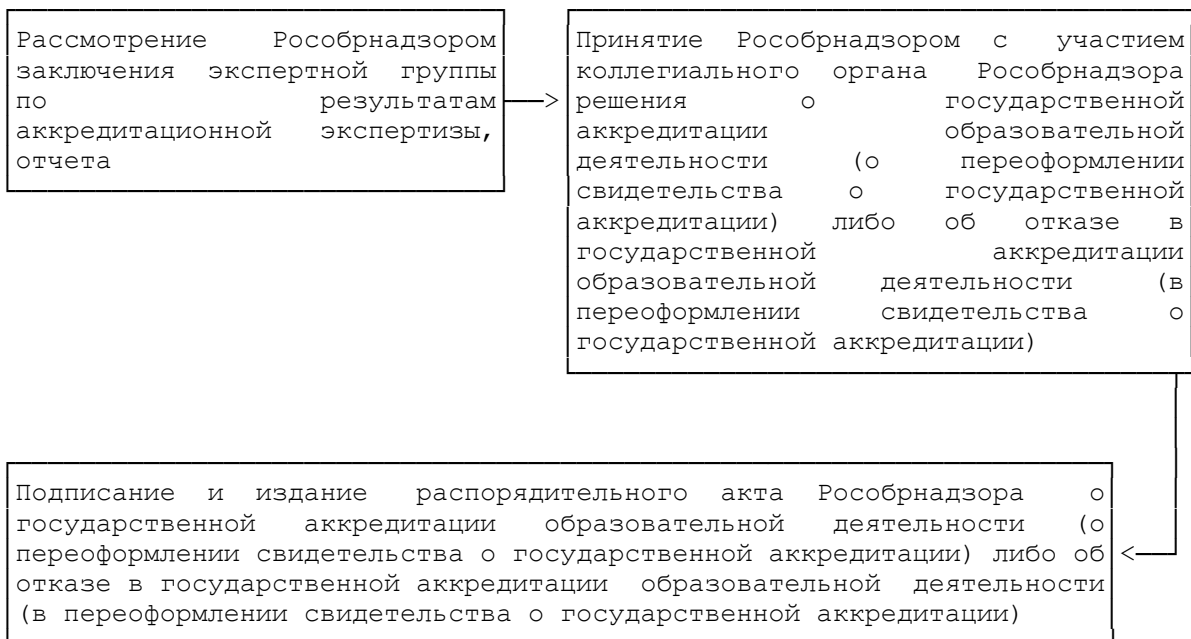 Рассмотрение Рособрнадзором
заключения экспертной группы
по результатам
аккредитационной экспертизы,
отчета
Принятие Рособрнадзором с участием
коллегиального органа Рособрнадзора
решения о государственной
аккредитации образовательной
деятельности (о переоформлении
свидетельства о государственной
аккредитации) либо об отказе в
государственной аккредитации
образовательной деятельности (в
переоформлении свидетельства о
государственной аккредитации)
Подписание и издание распорядительного акта Рособрнадзора о
государственной аккредитации образовательной деятельности (о
переоформлении свидетельства о государственной аккредитации) либо об
отказе в государственной аккредитации образовательной деятельности
(в переоформлении свидетельства о государственной аккредитации)